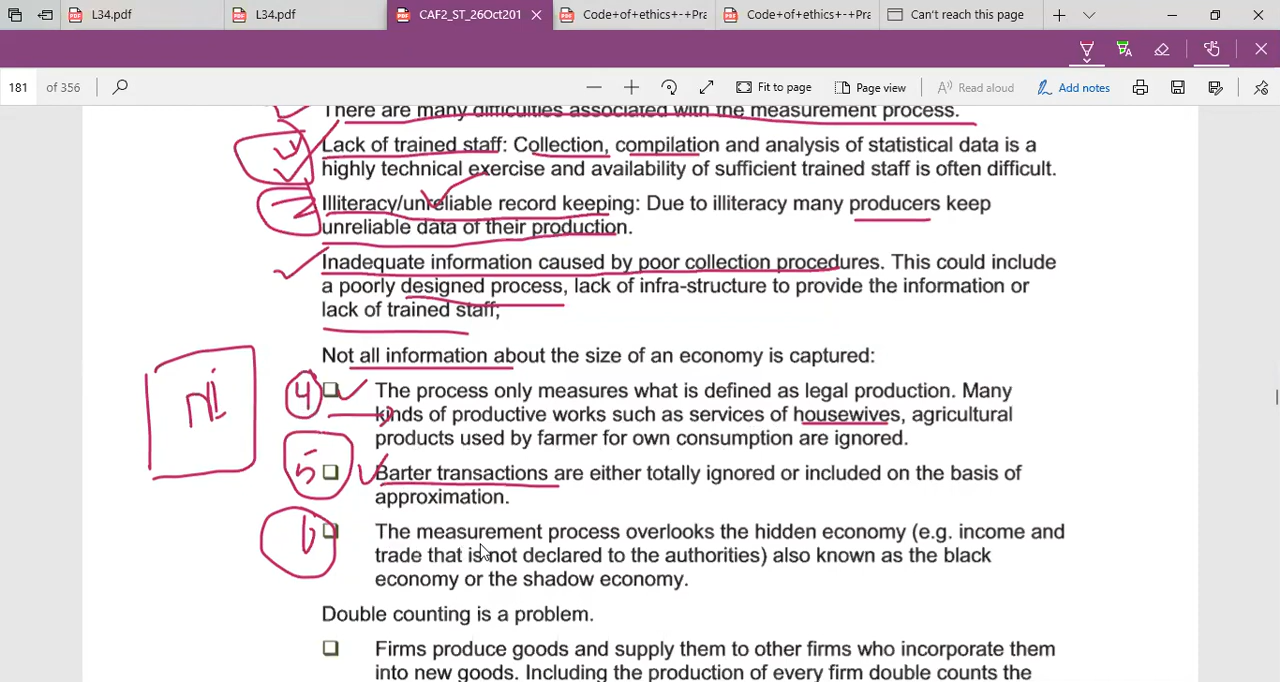 L34.pdf
L34.pdf
CAF2_ST_26Oct201
Code+of+ethics+-+Pra
Code+of+ethics+-+Pra
Can't reach this page
181 of 356
Fit to page
Page view
Read aloud
Add notes
There are many difficulties associated with the measurement process.
Lack of trained staff: Collection, compilation and analysis of statistical data is a
highly technical exercise and availability of sufficient trained staff is often difficult.
2
Illiteracy/unreliable record keeping: Due to illiteracy many producers keep
unreliable data of their production.
Inadequate information caused by poor collection procedures. This could include
a poorly designed process, lack of infra-structure to provide the information or
lack of trained staff;
Not all information about the size of an economy is captured:
NI
4
The process only measures what is defined as legal production. Many
kinds of productive works such as services of housewives, agricultural
products used by farmer for own consumption are ignored.
5
Barter transactions are either totally ignored or included on the basis of
approximation.
6
The measurement process overlooks the hidden economy (e.g. income and
trade that is not declared to the authorities) also known as the black
economy or the shadow economy.
Double counting is a problem.
Firms produce goods and supply them to other firms who incorporate them
into new goods. Including the production of every firm double counts the